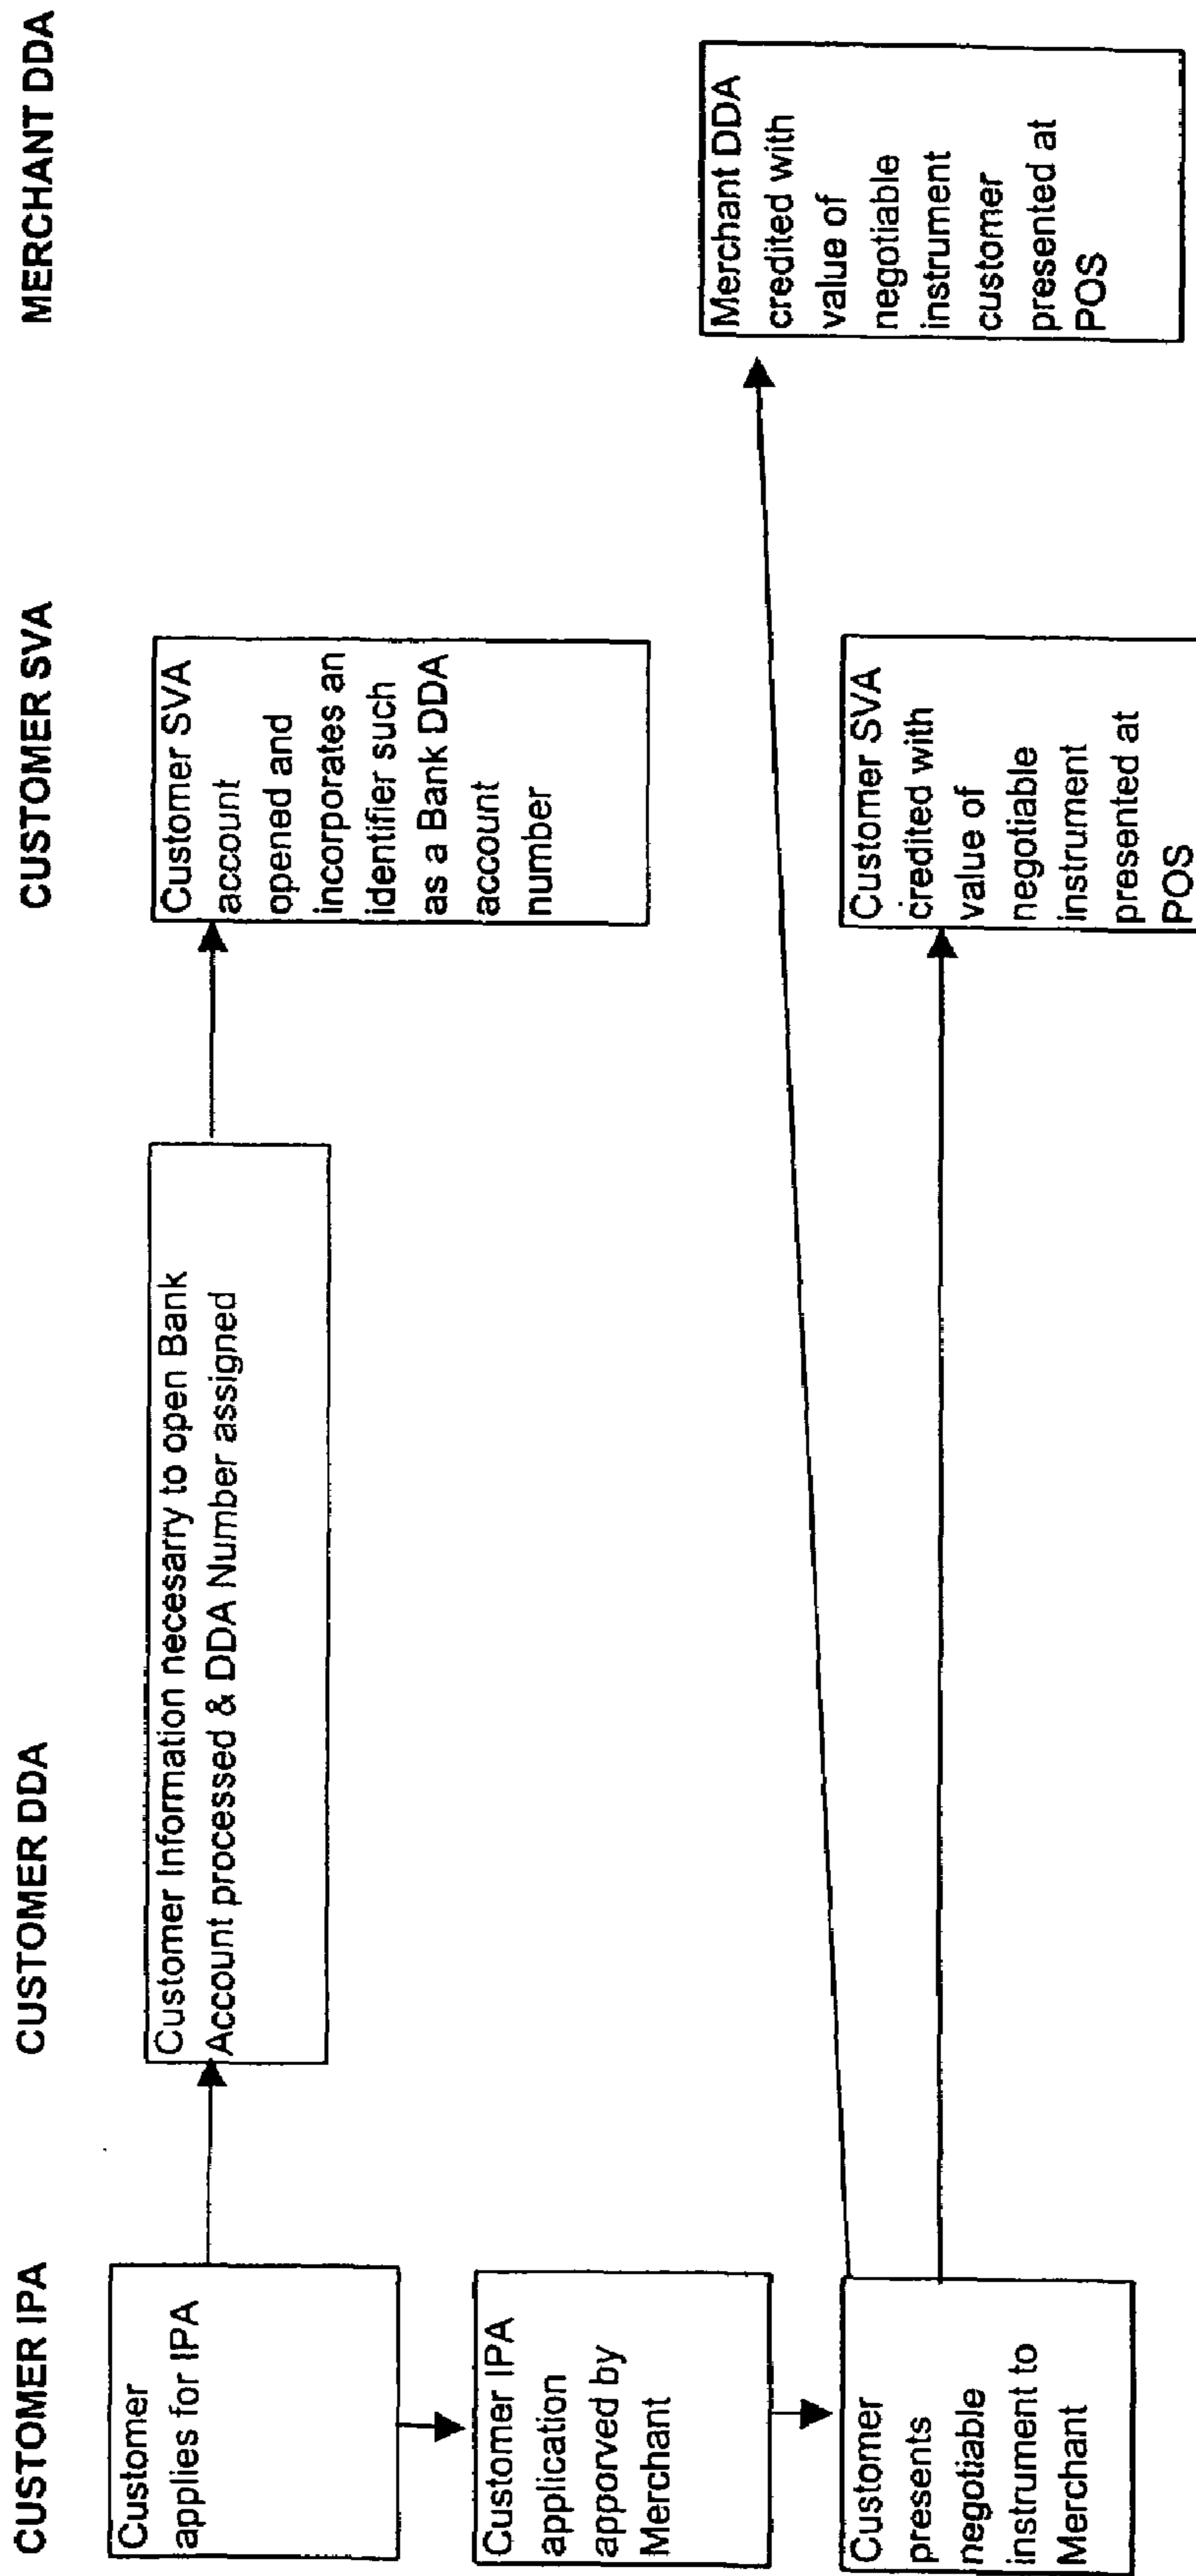 CUSTOMER IPA
CUSTOMER DDA
CUSTOMER SVA
MERCHANT DDA
Customer
applies for IPA
Customer Information necesarry to open Bank
Account processed & DDA Number assigned
Customer SVA
account
opened and
incorporates an
identifier such
as a Bank DDA
account
number
Customer IPA
application
apporved by
Merchant
Customer
presents
negotiable
instrument to
Merchant
Customer SVA
credited with
value of
negotiable
instrument
presented at
POS
Merchant DDA
credited with
value of
negotiable
instrument
customer
presented at
POS